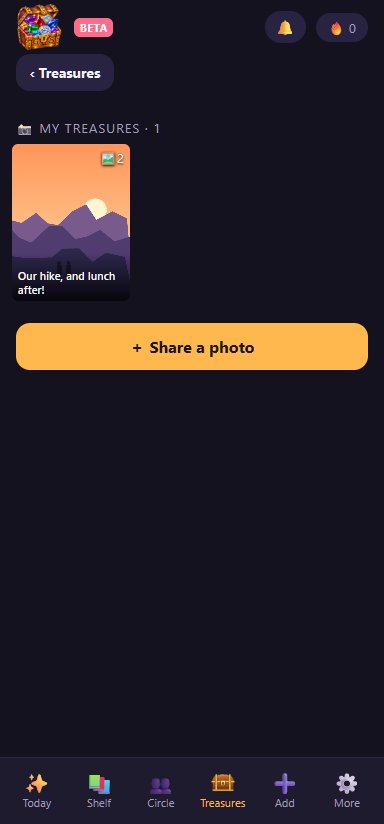 BETA
0
‹ Treasures
MY TREASURES · 1
2
Our hike, and lunch
after!
+ Share a photo
Today
Shelf
Circle
Treasures
Add
More